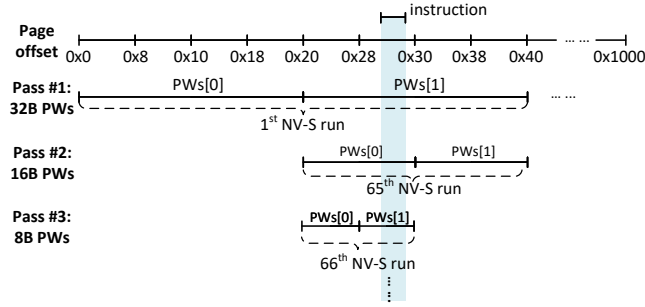 instruction
Page
offset
0x0 0x8 0x10 0x18 0x20 0x28 0x30 0x38 0x40 ... ... 0x1000
Pass #1:
32B PWs
PWs[0] PWs[1] ... ...
1st NV-S run
Pass #2:
16B PWs
PWs[0] PWs[1]
65th NV-S run
Pass #3:
8B PWs
PWs[0] PWs[1]
66th NV-S run